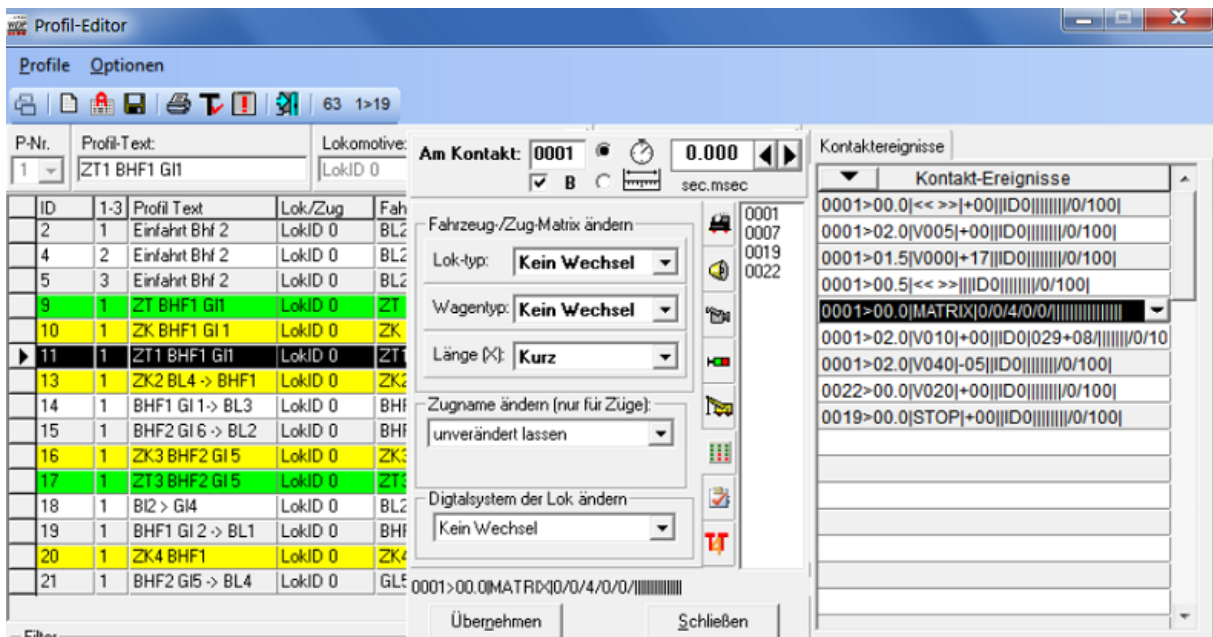 Profil-Editor
Profile Optionen
63 1>19
P-Nr. Profil-Text: Lokomotive:
1 ZT1 BHF1 Gl1 LokID 0
ID 1-3 Profil Text Lok/Zug Fah
2 1 Einfahrt Bhf 2 LokID 0 BL2
4 2 Einfahrt Bhf 2 LokID 0 BL2
5 3 Einfahrt Bhf 2 LokID 0 BL2
9 1 ZT BHF1 Gl1 LokID 0 ZT
10 1 ZK BHF1 Gl 1 LokID 0 ZK
11 1 ZT1 BHF1 Gl1 LokID 0 ZT1
13 1 ZK2 BL4 -> BHF1 LokID 0 ZK2
14 1 BHF1 Gl 1-> BL3 LokID 0 BHF
15 1 BHF2 Gl 6 -> BL2 LokID 0 BHF
16 1 ZK3 BHF2 Gl 5 LokID 0 ZK3
17 1 ZT3 BHF2 Gl 5 LokID 0 ZT3
18 1 Bl2 > Gl4 LokID 0 BL2
19 1 BHF1 Gl 2 -> BL1 LokID 0 BHF
20 1 ZK4 BHF1 LokID 0 ZK4
21 1 BHF2 Gl5 -> BL4 LokID 0 GL5
Filter
Am Kontakt: 0001 0.000
B sec.msec
Fahrzeug-/Zug-Matrix ändern
Lok-typ: Kein Wechsel
Wagentyp: Kein Wechsel
Länge (X): Kurz
Zugname ändern (nur für Züge):
unverändert lassen
Digtalsystem der Lok ändern
Kein Wechsel
0001
0007
0019
0022
0001>00.0|MATRIX|0/0/4/0/0/|||||||||||||||
Übernehmen Schließen
Kontaktereignisse
Kontakt-Ereignisse
0001>00.0|<< >>|+00||ID0||||||||/0/100|
0001>02.0|V005|+00||ID0||||||||/0/100|
0001>01.5|V000|+17||ID0||||||||/0/100|
0001>00.5|<< >>|||ID0||||||||/0/100|
0001>00.0|MATRIX|0/0/4/0/0/|||||||||||||||
0001>02.0|V010|+00||ID0|029+08/|||||||/0/10
0001>02.0|V040|-05||ID0||||||||/0/100|
0022>00.0|V020|+00||ID0||||||||/0/100|
0019>00.0|STOP|+00||ID0||||||||/0/100|